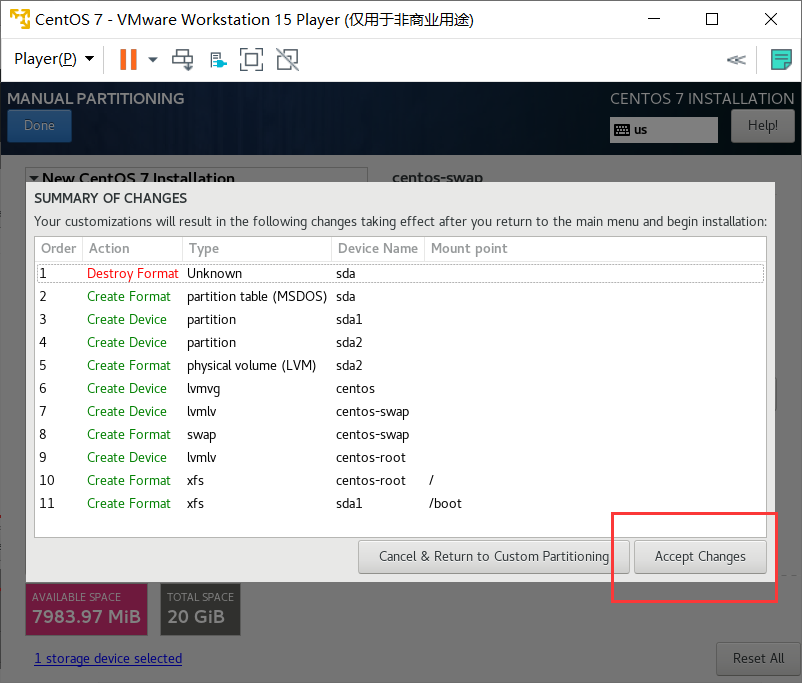 CentOS 7 - VMware Workstation 15 Player (仅用于非商业用途)
Player(P)
MANUAL PARTITIONING
CENTOS 7 INSTALLATION
Done
us
Help!
New CentOS 7 Installation
centos-swap
SUMMARY OF CHANGES
Your customizations will result in the following changes taking effect after you return to the main menu and begin installation:
Order Action Type Device Name Mount point
1 Destroy Format Unknown sda
2 Create Format partition table (MSDOS) sda
3 Create Device partition sda1
4 Create Device partition sda2
5 Create Format physical volume (LVM) sda2
6 Create Device lvmvg centos
7 Create Device lvmlv centos-swap
8 Create Format swap centos-swap
9 Create Device lvmlv centos-root
10 Create Format xfs centos-root /
11 Create Format xfs sda1 /boot
Cancel & Return to Custom Partitioning
Accept Changes
AVAILABLE SPACE
7983.97 MiB
TOTAL SPACE
20 GiB
1 storage device selected
Reset All